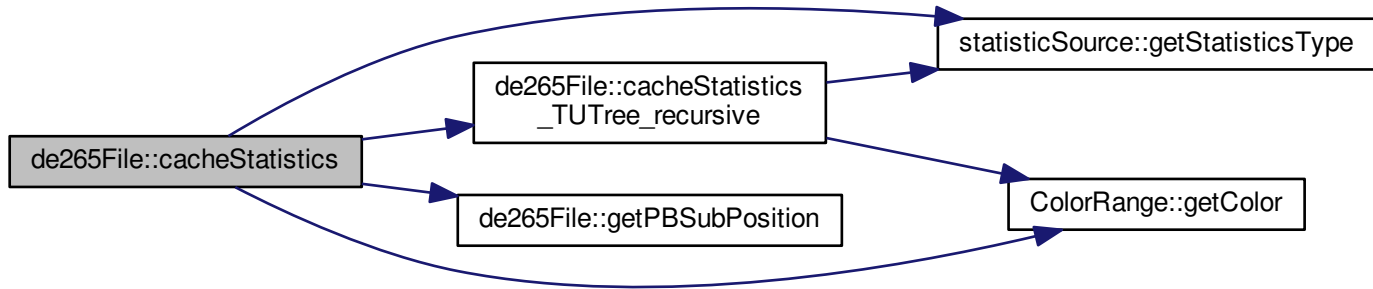 statisticSource::getStatisticsType
de265File::cacheStatistics
_TUTree_recursive
de265File::cacheStatistics
ColorRange::getColor
de265File::getPBSubPosition